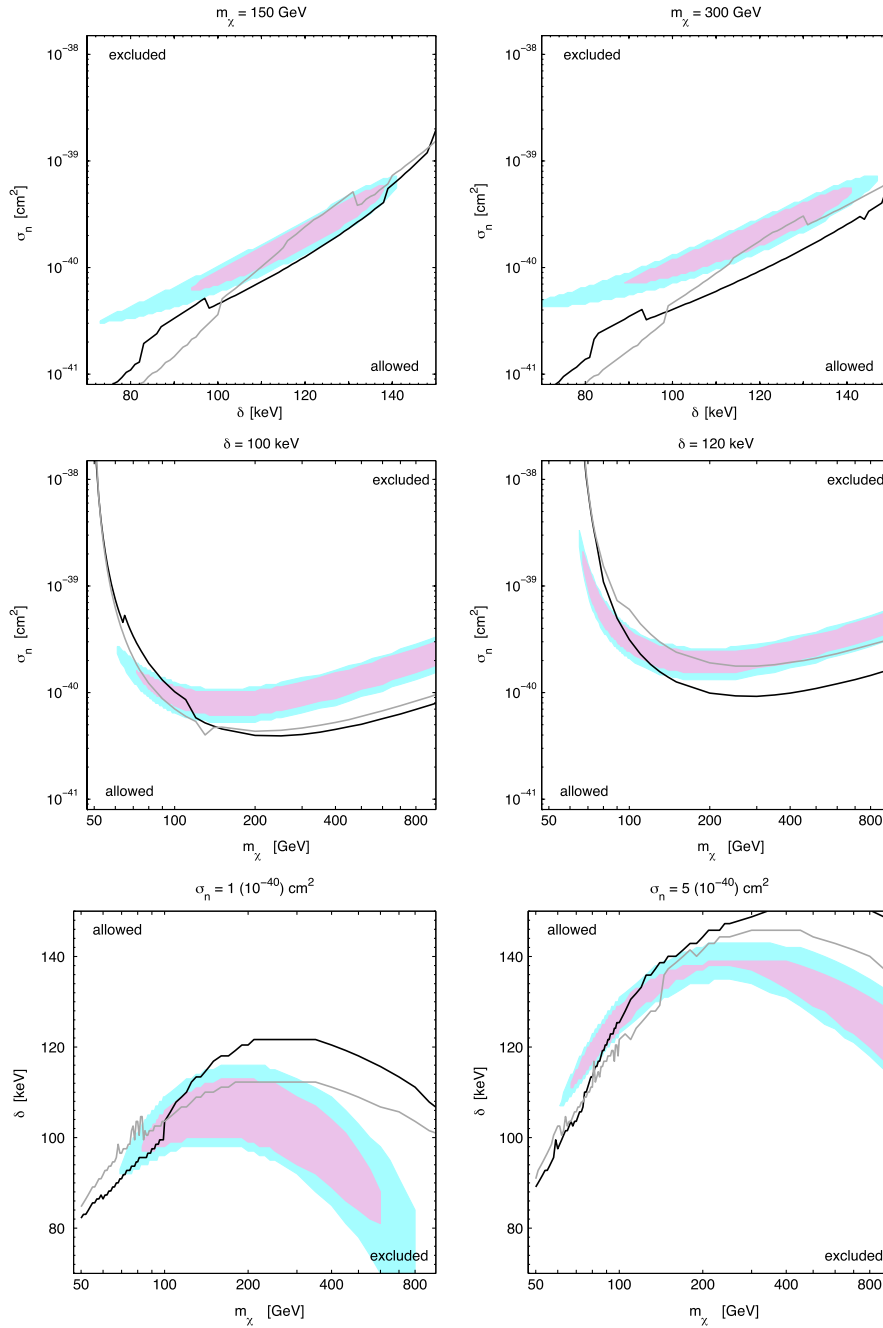 m_χ = 150 GeV
10^−38
10^−39
10^−40
10^−41
σ_n [cm^2]
excluded
allowed
80 100 120 140
δ [keV]
m_χ = 300 GeV
10^−38
10^−39
10^−40
10^−41
σ_n [cm^2]
excluded
allowed
80 100 120 140
δ [keV]
δ = 100 keV
10^−38
10^−39
10^−40
10^−41
σ_n [cm^2]
excluded
allowed
50 100 200 400 800
m_χ [GeV]
δ = 120 keV
10^−38
10^−39
10^−40
10^−41
σ_n [cm^2]
excluded
allowed
50 100 200 400 800
m_χ [GeV]
σ_n = 1 (10^−40) cm^2
140
120
100
80
δ [keV]
allowed
excluded
50 100 200 400 800
m_χ [GeV]
σ_n = 5 (10^−40) cm^2
140
120
100
80
δ [keV]
allowed
excluded
50 100 200 400 800
m_χ [GeV]